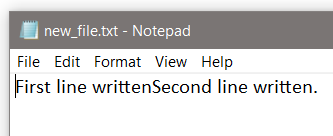 new_file.txt - Notepad
File Edit Format View Help
First line writtenSecond line written.